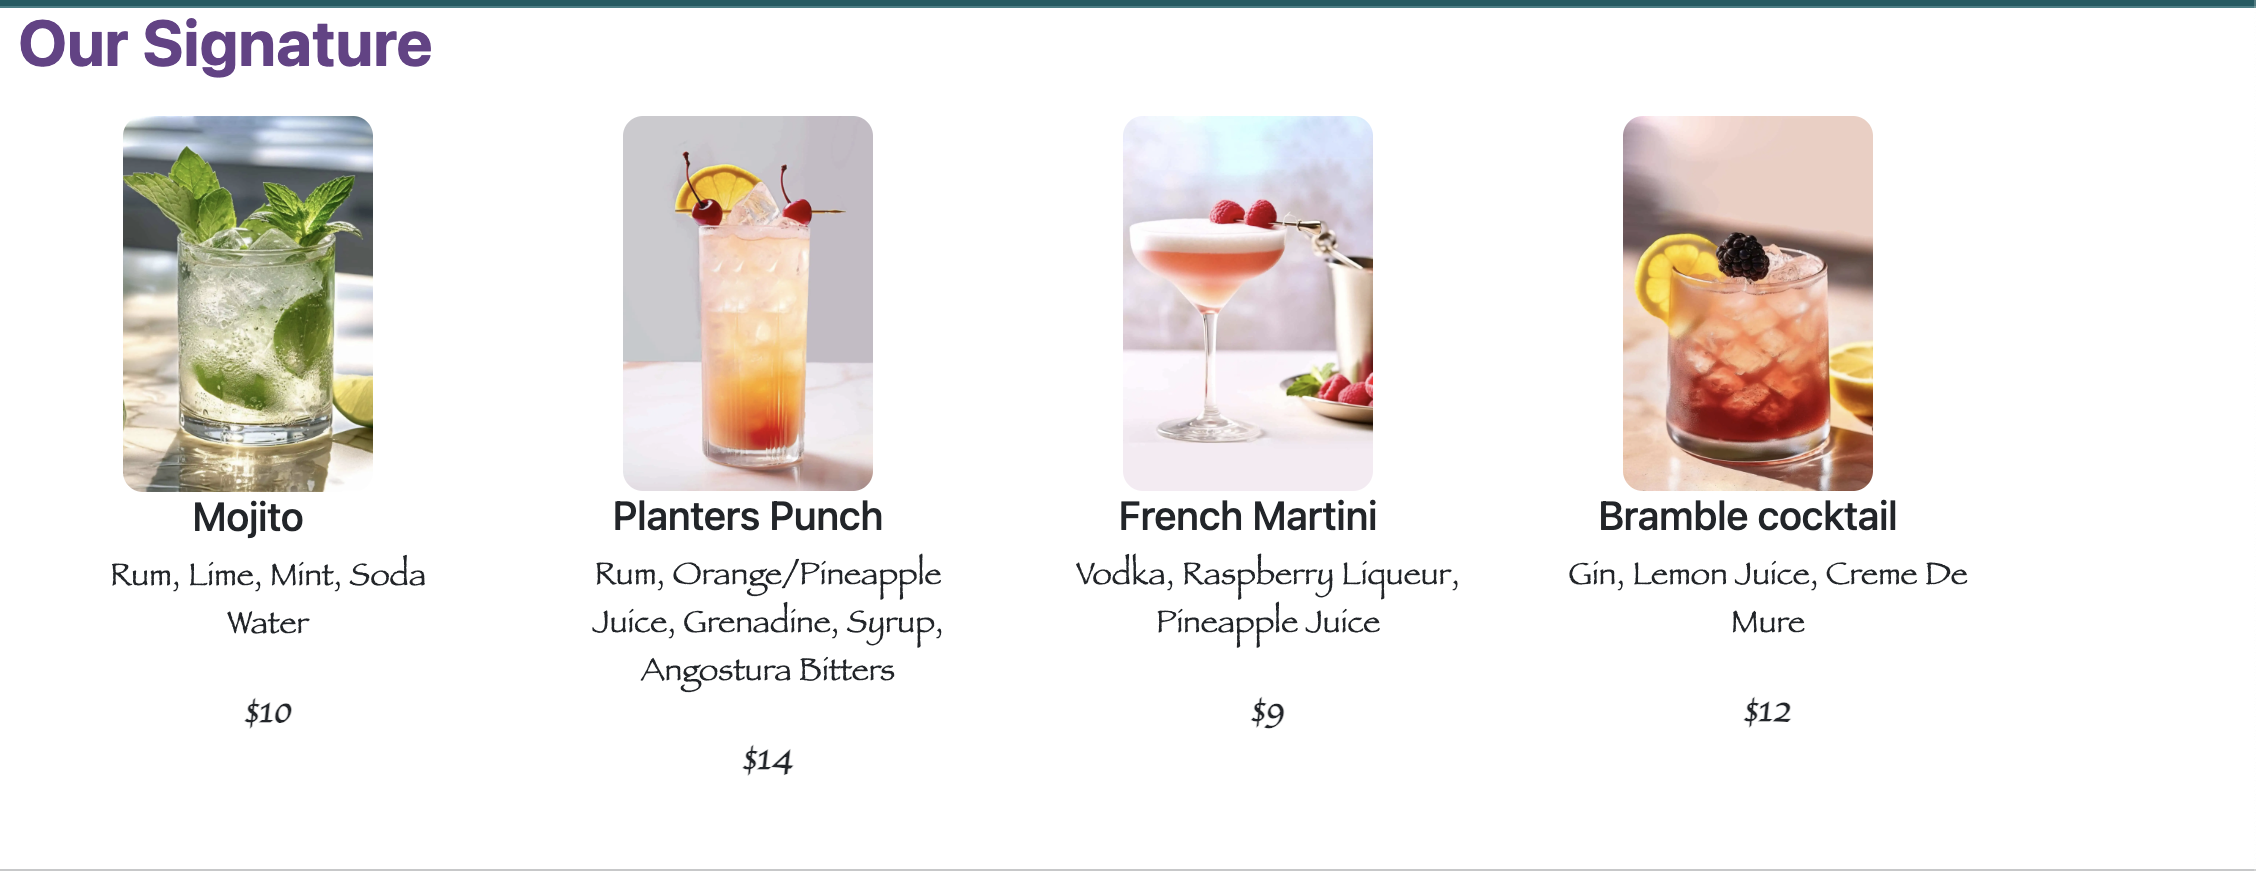 Our Signature
Mojito
Rum, Lime, Mint, Soda
Water
$10
Planters Punch
Rum, Orange/Pineapple
Juice, Grenadine, Syrup,
Angostura Bitters
$14
French Martini
Vodka, Raspberry Liqueur,
Pineapple Juice
$9
Bramble cocktail
Gin, Lemon Juice, Creme De
Mure
$12